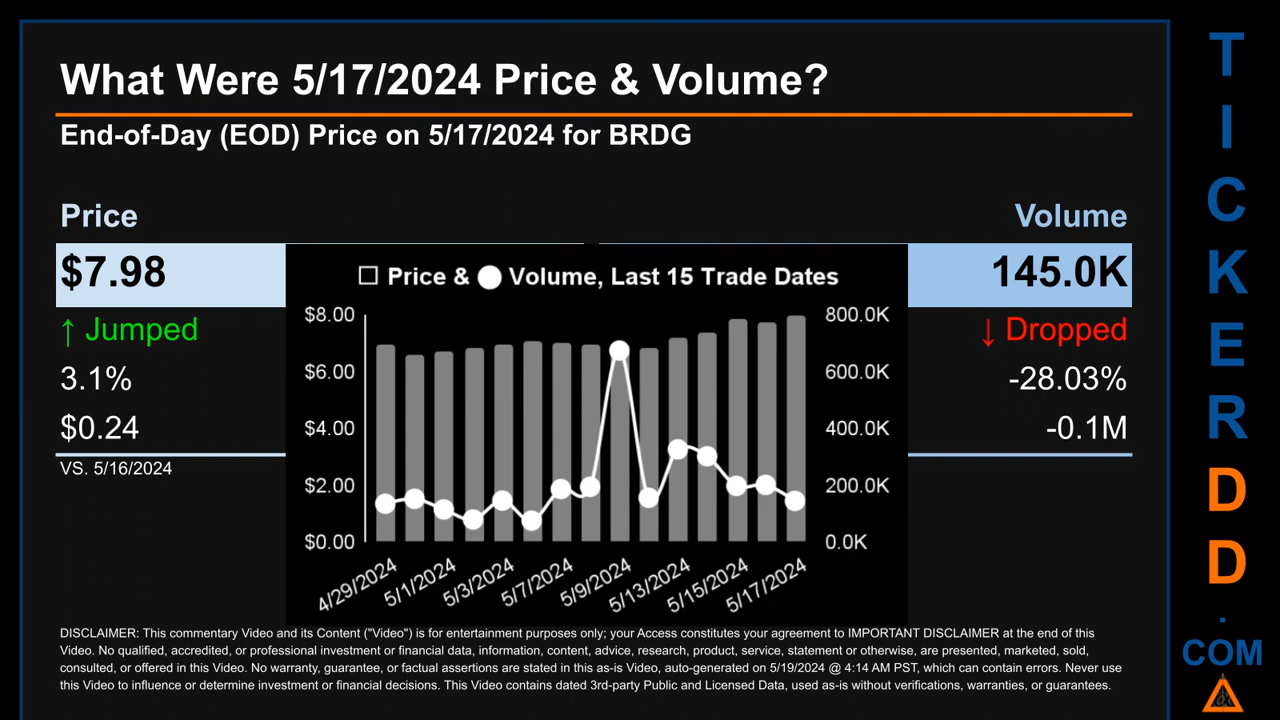 What Were 5/17/2024 Price & Volume?
End-of-Day (EOD) Price on 5/17/2024 for BRDG
Price
Volume
$7.98
145.0K
↑ Jumped
↓ Dropped
3.1%
-28.03%
$0.24
-0.1M
VS. 5/16/2024
Price & Volume, Last 15 Trade Dates
$8.00
$6.00
$4.00
$2.00
$0.00
800.0K
600.0K
400.0K
200.0K
0.0K
4/29/2024
5/1/2024
5/3/2024
5/7/2024
5/9/2024
5/13/2024
5/15/2024
5/17/2024
DISCLAIMER: This commentary Video and its Content ("Video") is for entertainment purposes only; your Access constitutes your agreement to IMPORTANT DISCLAIMER at the end of this
Video. No qualified, accredited, or professional investment or financial data, information, content, advice, research, product, service, statement or otherwise, are presented, marketed, sold,
consulted, or offered in this Video. No warranty, guarantee, or factual assertions are stated in this as-is Video, auto-generated on 5/19/2024 @ 4:14 AM PST, which can contain errors. Never use
this Video to influence or determine investment or financial decisions. This Video contains dated 3rd-party Public and Licensed Data, used as-is without verifications, warranties, or guarantees.
T
I
C
K
E
R
D
D
.
COM